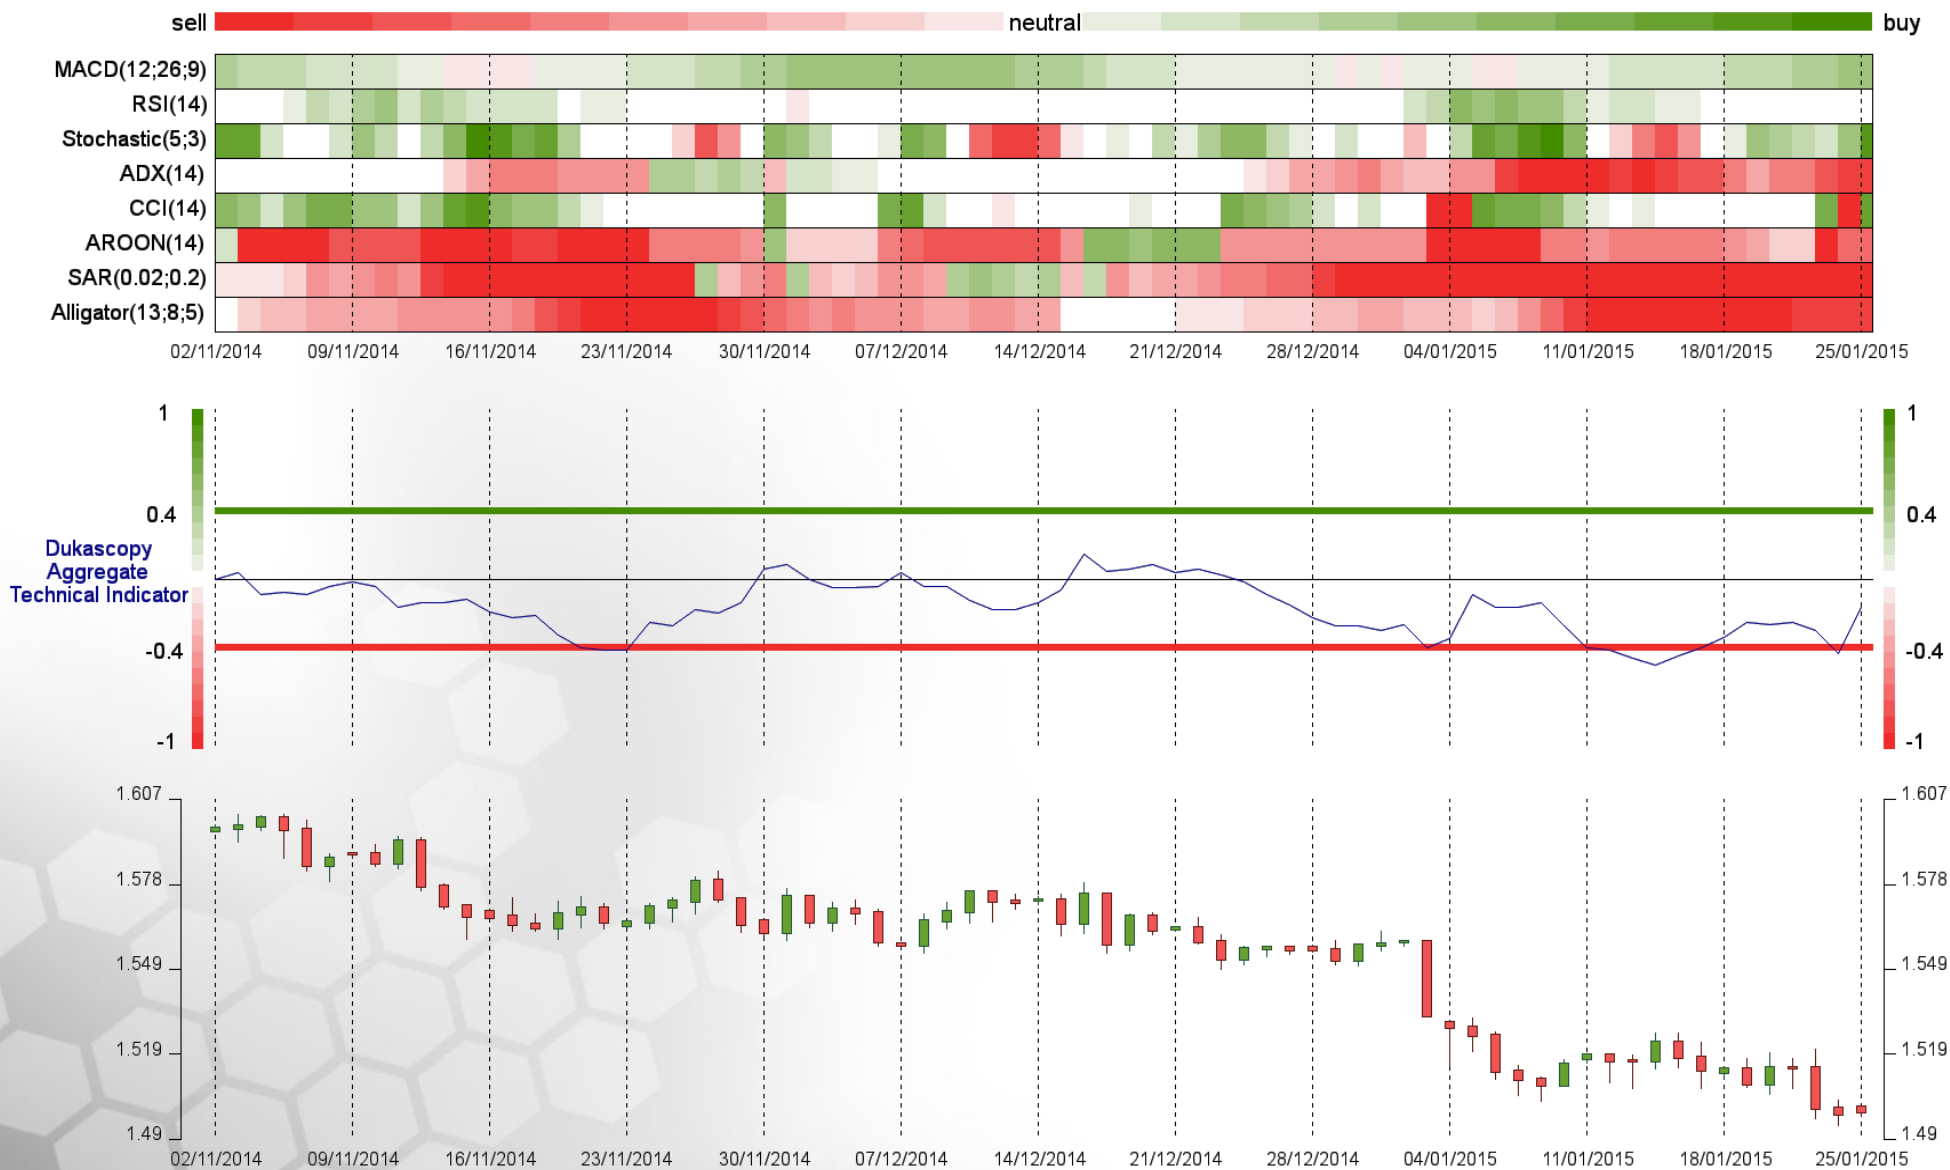 sell neutral buy
MACD(12;26;9)
RSI(14)
Stochastic(5;3)
ADX(14)
CCI(14)
AROON(14)
SAR(0.02;0.2)
Alligator(13;8;5)
02/11/2014 09/11/2014 16/11/2014 23/11/2014 30/11/2014 07/12/2014 14/12/2014 21/12/2014 28/12/2014 04/01/2015 11/01/2015 18/01/2015 25/01/2015
1 1
0.4 0.4
Dukascopy
Aggregate
Technical Indicator
-0.4 -0.4
-1 -1
1.607 1.607
1.578 1.578
1.549 1.549
1.519 1.519
1.49 1.49
02/11/2014 09/11/2014 16/11/2014 23/11/2014 30/11/2014 07/12/2014 14/12/2014 21/12/2014 28/12/2014 04/01/2015 11/01/2015 18/01/2015 25/01/2015